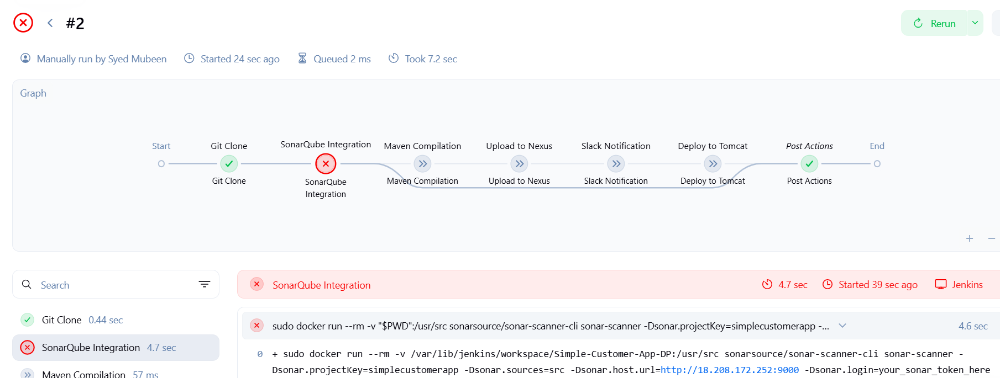 #2
Rerun
Manually run by Syed Mubeen
Started 24 sec ago
Queued 2 ms
Took 7.2 sec
Graph
Start
Git Clone
SonarQube Integration
Maven Compilation
Upload to Nexus
Slack Notification
Deploy to Tomcat
Post Actions
End
Git Clone
SonarQube
Integration
Maven Compilation
Upload to Nexus
Slack Notification
Deploy to Tomcat
Post Actions
Search
Git Clone 0.44 sec
SonarQube Integration 4.7 sec
Maven Compilation 57 ms
SonarQube Integration
4.7 sec
Started 39 sec ago
Jenkins
sudo docker run --rm -v "$PWD":/usr/src sonarsource/sonar-scanner-cli sonar-scanner -Dsonar.projectKey=simplecustomerapp -...
4.6 sec
0 + sudo docker run --rm -v /var/lib/jenkins/workspace/Simple-Customer-App-DP:/usr/src sonarsource/sonar-scanner-cli sonar-scanner -
Dsonar.projectKey=simplecustomerapp -Dsonar.sources=src -Dsonar.host.url=http://18.208.172.252:9000 -Dsonar.login=your_sonar_token_here